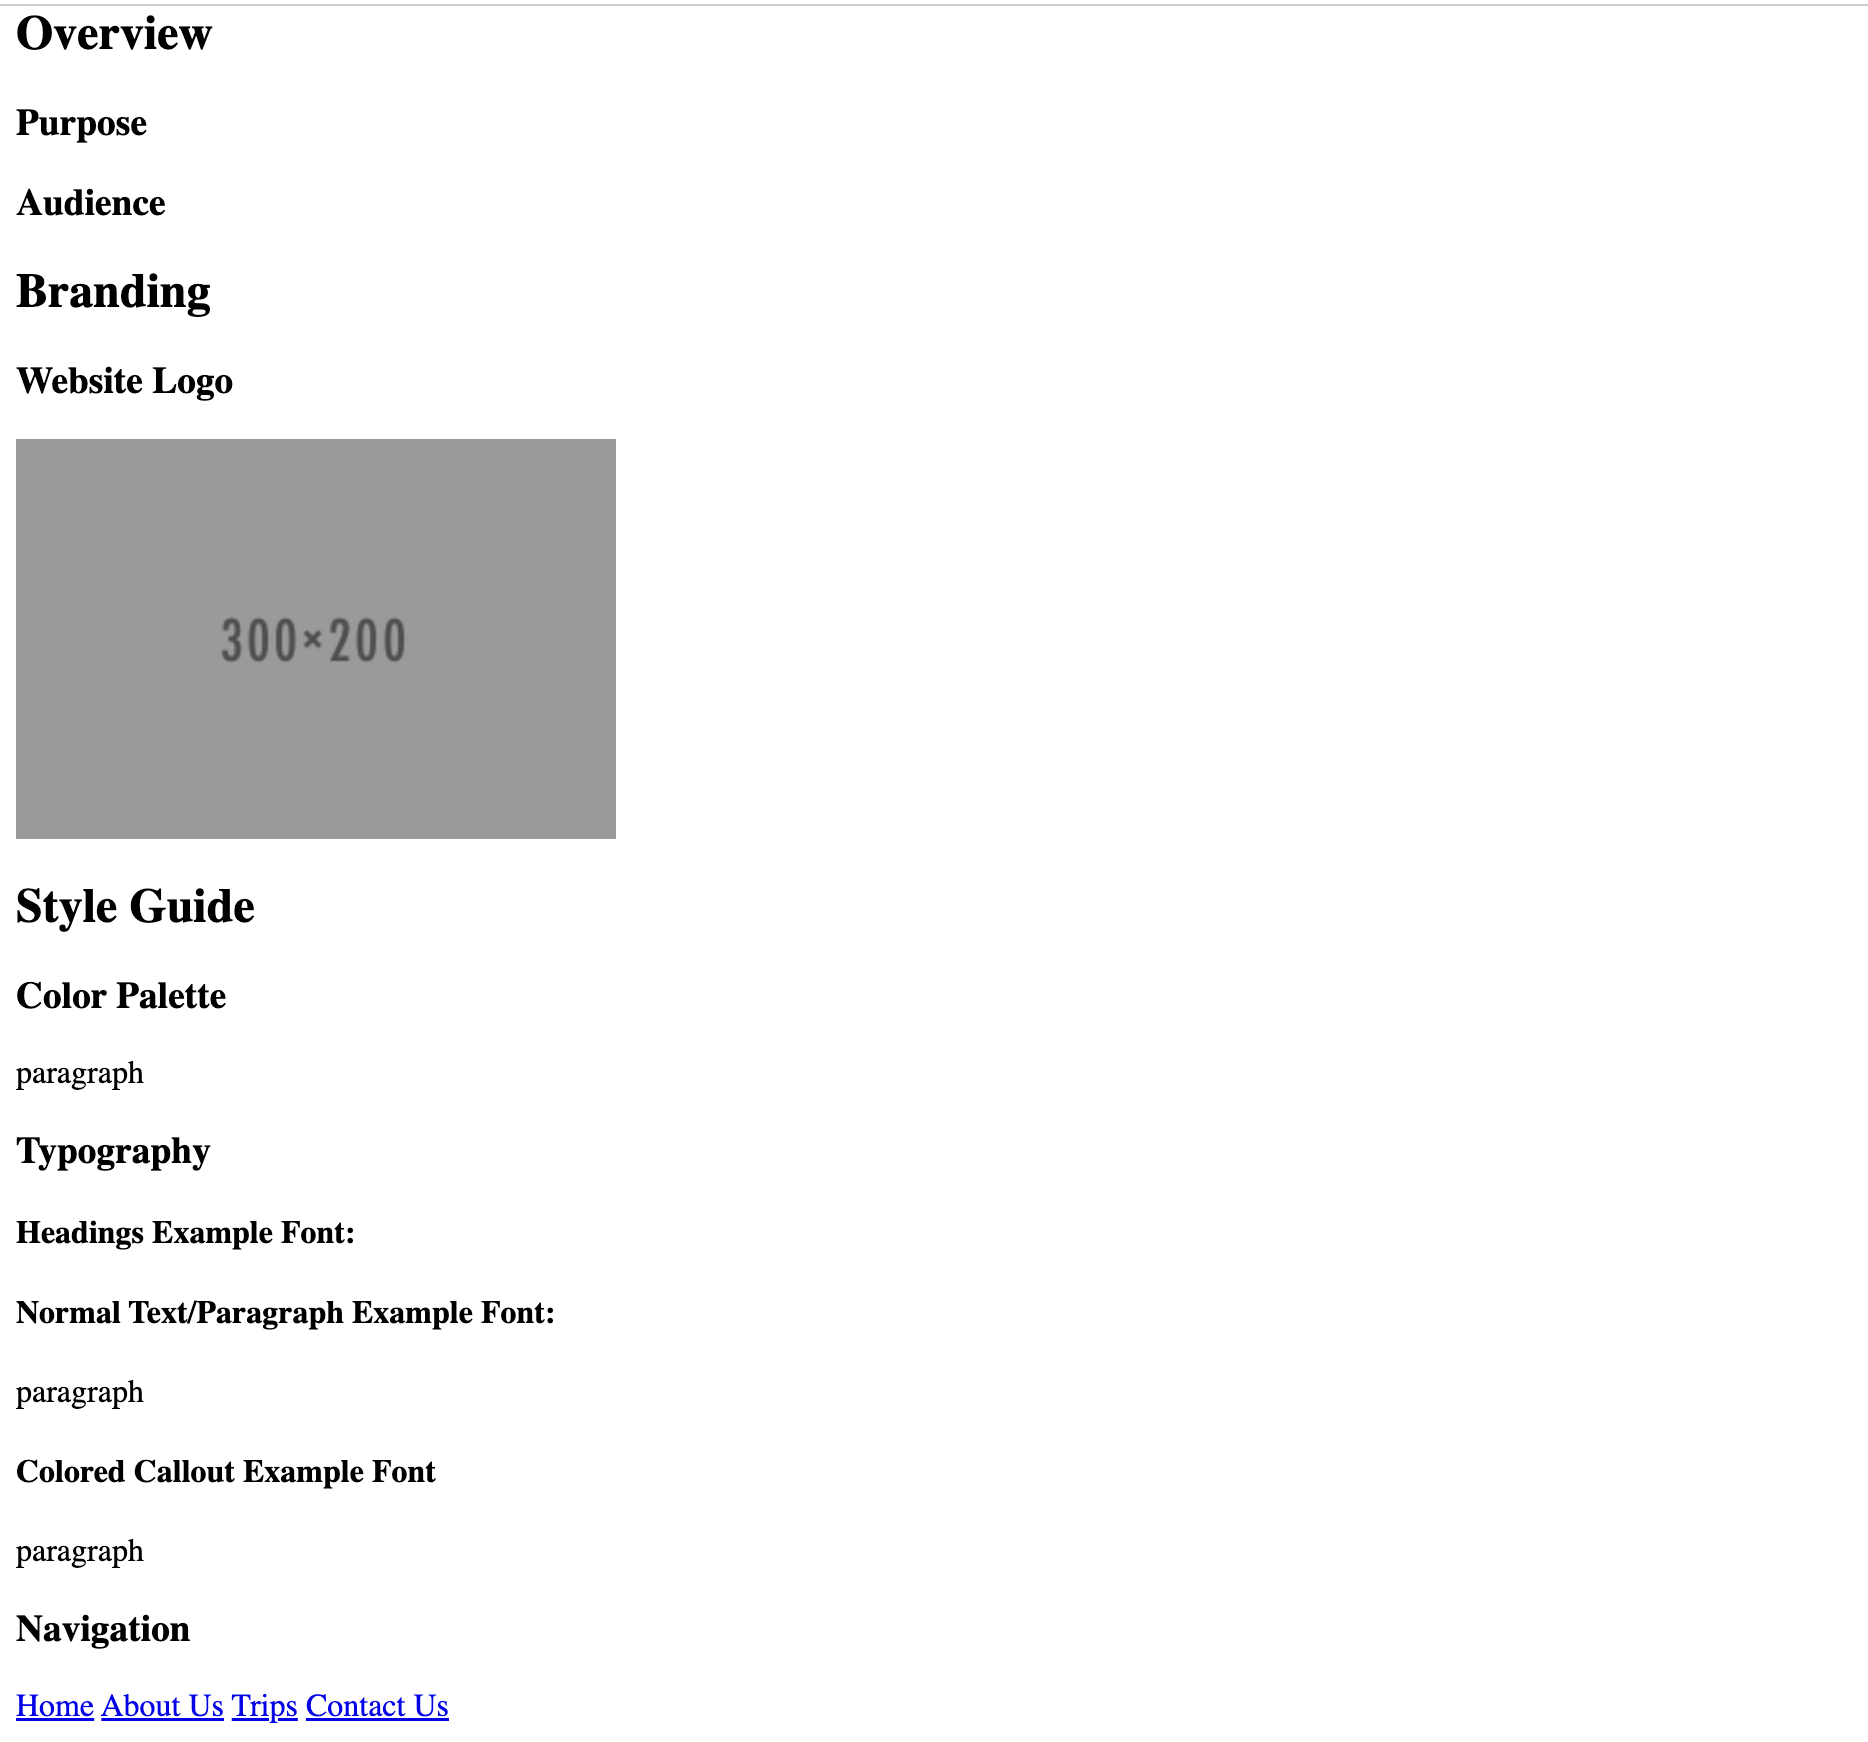 Overview
Purpose
Audience
Branding
Website Logo
300×200
Style Guide
Color Palette
paragraph
Typography
Headings Example Font:
Normal Text/Paragraph Example Font:
paragraph
Colored Callout Example Font
paragraph
Navigation
Home About Us Trips Contact Us